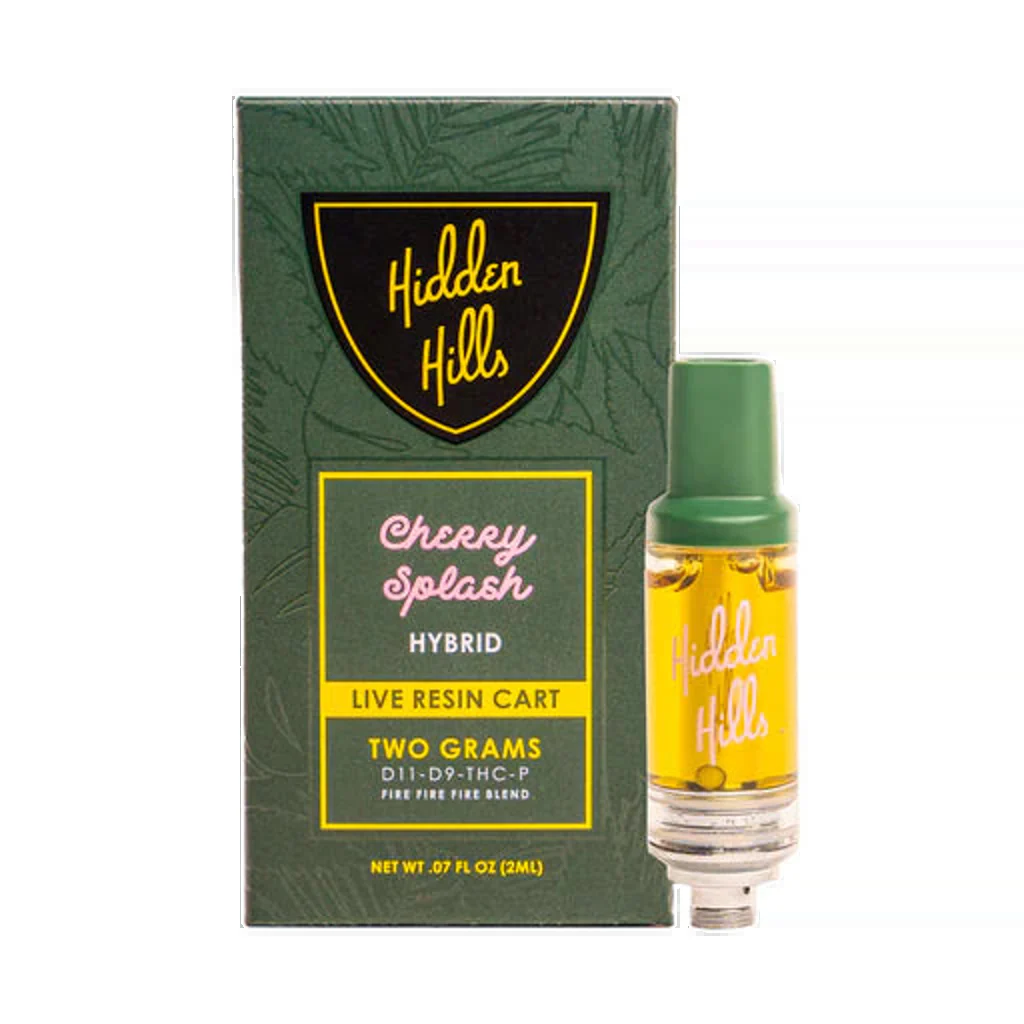 Hidden
Hills
Cherry
Splash
HYBRID
LIVE RESIN CART
TWO GRAMS
D11-D9-THC-P
FIRE FIRE FIRE BLEND
NET WT .07 FL OZ (2ML)
Hidden
Hills